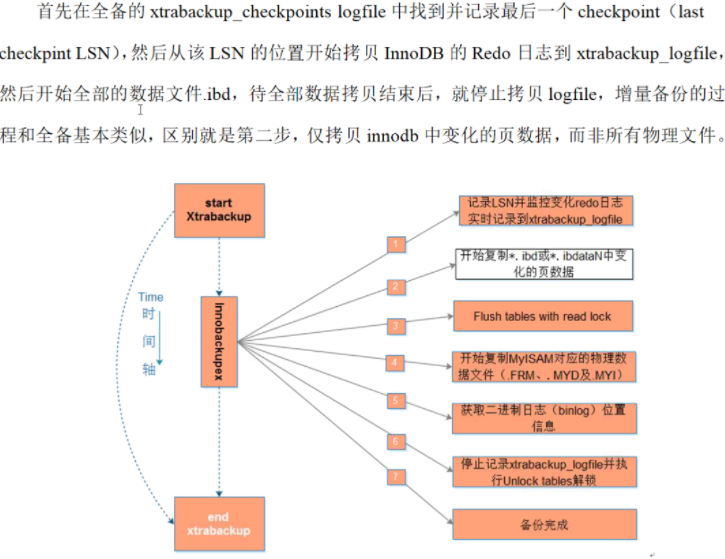 首先在全备的 xtrabackup_checkpoints logfile 中找到并记录最后一个 checkpoint（last
checkpint LSN），然后从该 LSN 的位置开始拷贝 InnoDB 的 Redo 日志到 xtrabackup_logfile，
然后开始全部的数据文件.ibd，待全部数据拷贝结束后，就停止拷贝 logfile，增量备份的过
程和全备基本类似，区别就是第二步，仅拷贝 innodb 中变化的页数据，而非所有物理文件。
start
Xtrabackup
Time
时
间
轴
Innobackupex
end
xtrabackup
1
记录LSN并监控变化redo日志
实时记录到xtrabackup_logfile
2
开始复制*, ibd或*, ibdataN中变
化的页数据
3
Flush tables with read lock
4
开始复制MyISAM对应的物理数
据文件（.FRM、, MYD及.MYI）
5
获取二进制日志（binlog）位置
信息
6
停止记录xtrabackup_logfile并执
行Unlock tables解锁
7
备份完成